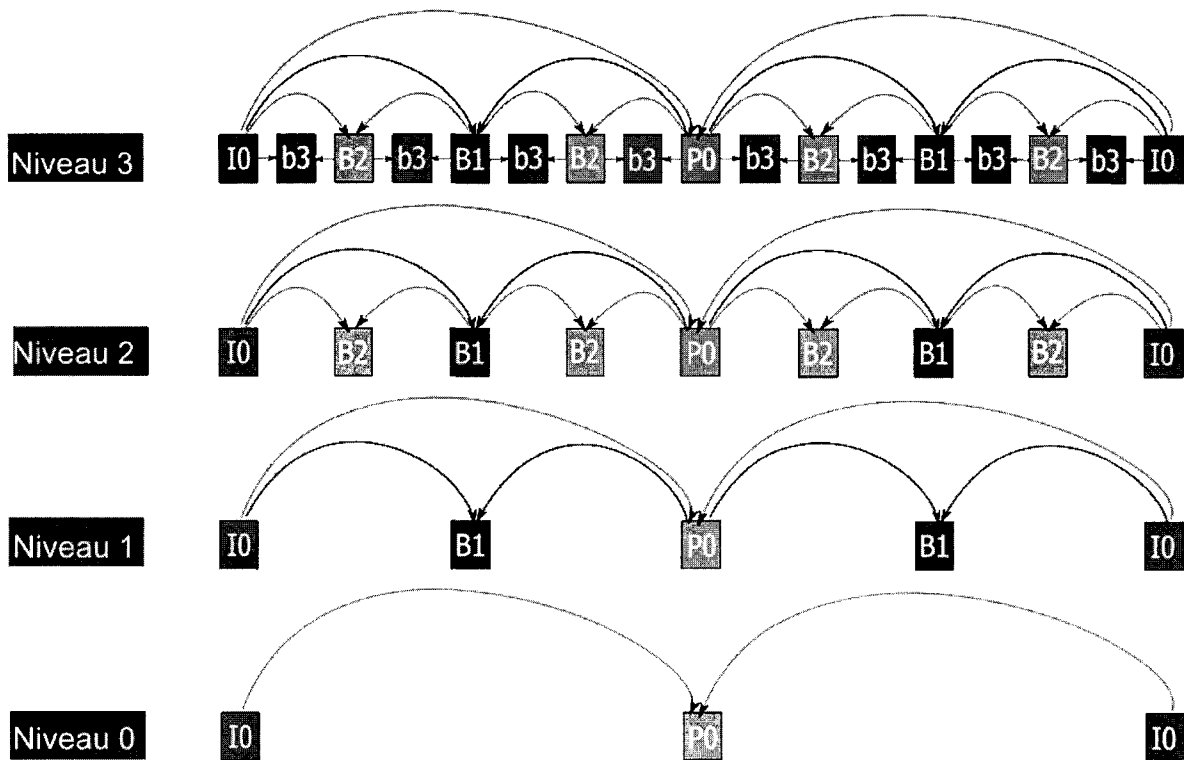 Niveau 3 I0 b3 B2 b3 B1 b3 B2 b3 P0 b3 B2 b3 B1 b3 B2 b3 I0
Niveau 2 I0 B2 B1 B2 P0 B2 B1 B2 I0
Niveau 1 I0 B1 P0 B1 I0
Niveau 0 I0 P0 I0